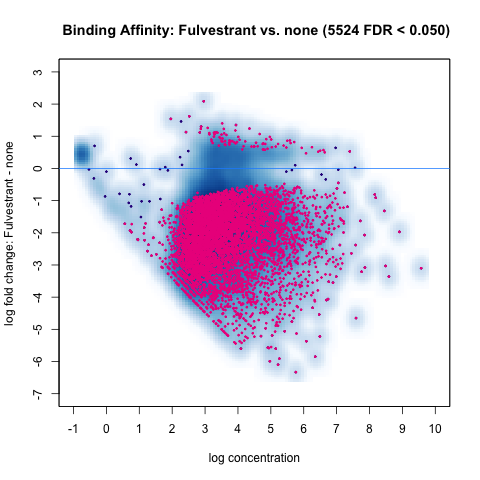 Binding Affinity: Fulvestrant vs. none (5524 FDR < 0.050)
log fold change: Fulvestrant - none
3
2
1
0
-1
-2
-3
-4
-5
-6
-7
-1 0 1 2 3 4 5 6 7 8 9 10
log concentration